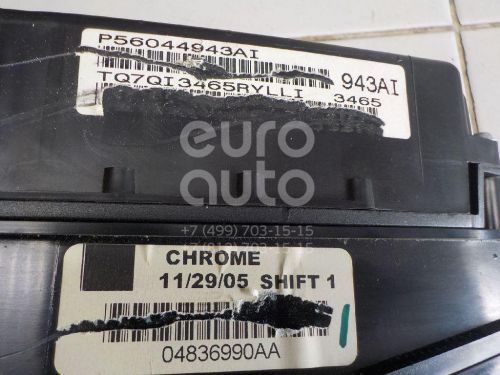 P56044943AI
943AI
TQ7QI3465RYLLI 3465
euro
auto
+7 (499) 703-15-15
CHROME
11/29/05 SHIFT 1
04836990AA